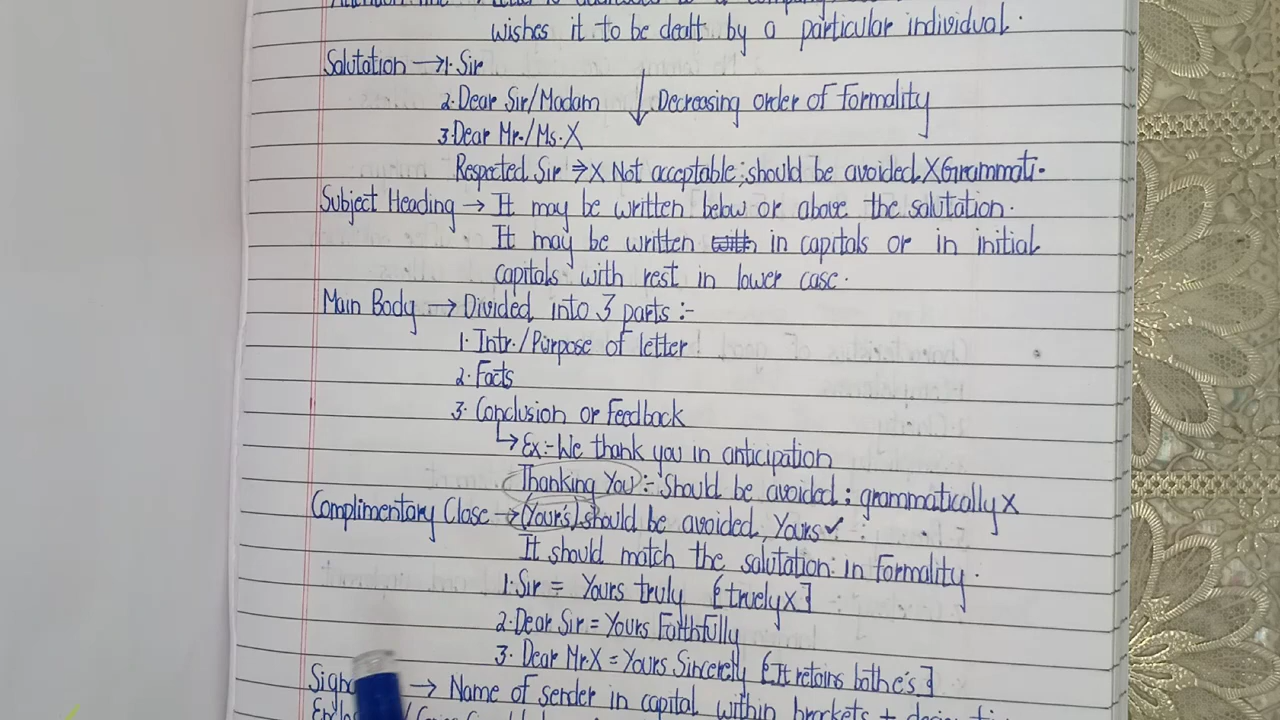 wishes it to be dealt by a particular individual.
Salutation → 1. Sir
2. Dear Sir/Madam ↓ Decreasing order of formality
3. Dear Mr./Ms. X
Respected Sir ⇒ X Not acceptable; should be avoided X Grammati.
Subject Heading → It may be written below or above the salutation.
It may be written in capitals or in initial
capitals with rest in lower case.
Main Body → Divided into 3 parts :-
1. Intr./Purpose of letter
2. Facts
3. Conclusion or Feedback
↳ Ex:- We thank you in anticipation
Thanking You :- Should be avoided : grammatically X
Complimentary Close → (Your's) should be avoided, Yours ✓
It should match the salutation in formality.
1. Sir = Yours truly [truely X]
2. Dear Sir = Yours Faithfully
3. Dear Mr. X = Yours Sincerely [It retains both e's]
→ Name of sender in capital within brackets +